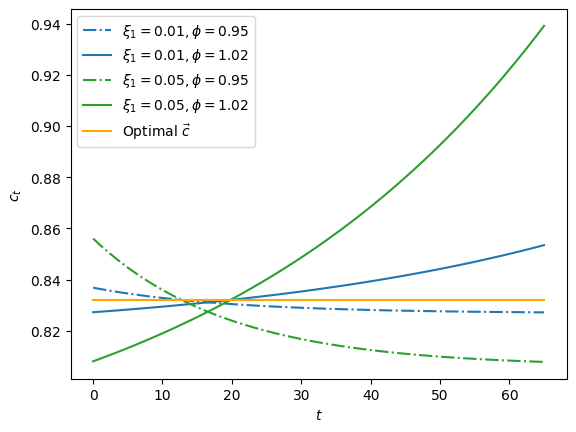 0.94
0.92
0.90
0.88
0.86
0.84
0.82
c_t
ξ₁ = 0.01, ϕ = 0.95
ξ₁ = 0.01, ϕ = 1.02
ξ₁ = 0.05, ϕ = 0.95
ξ₁ = 0.05, ϕ = 1.02
Optimal c⃗
0 10 20 30 40 50 60
t